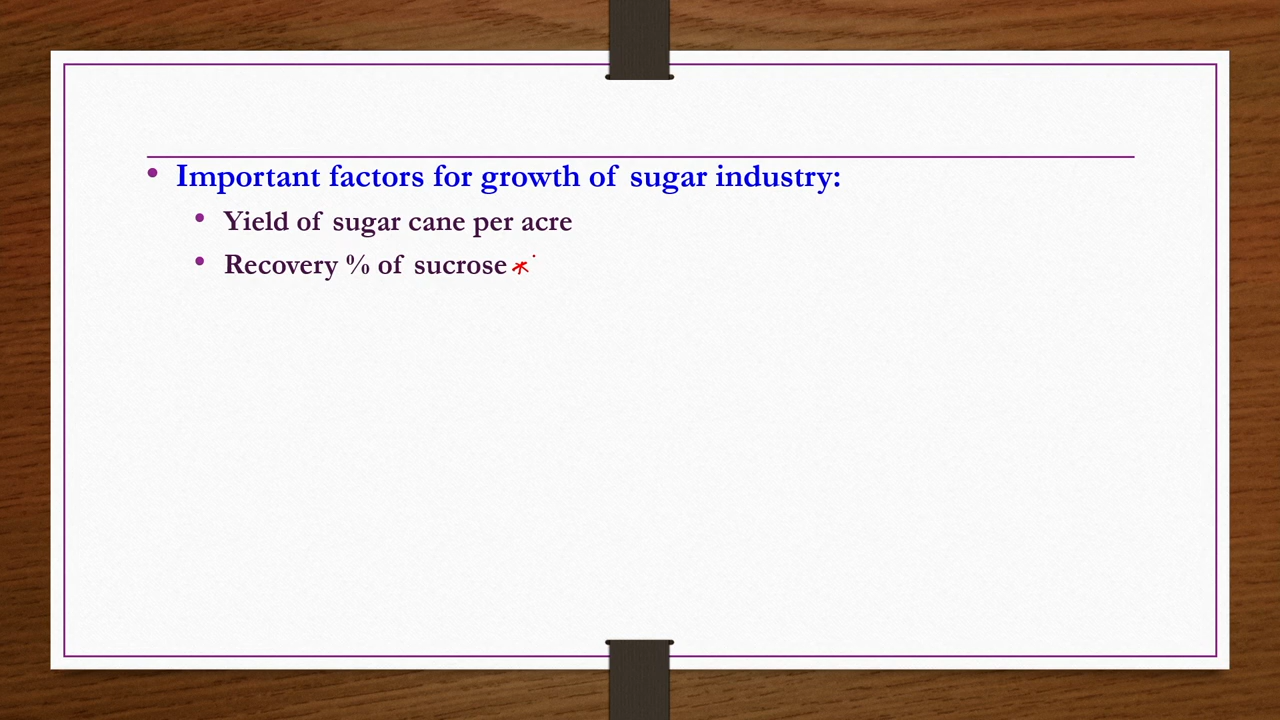 • Important factors for growth of sugar industry:
• Yield of sugar cane per acre
• Recovery % of sucrose *